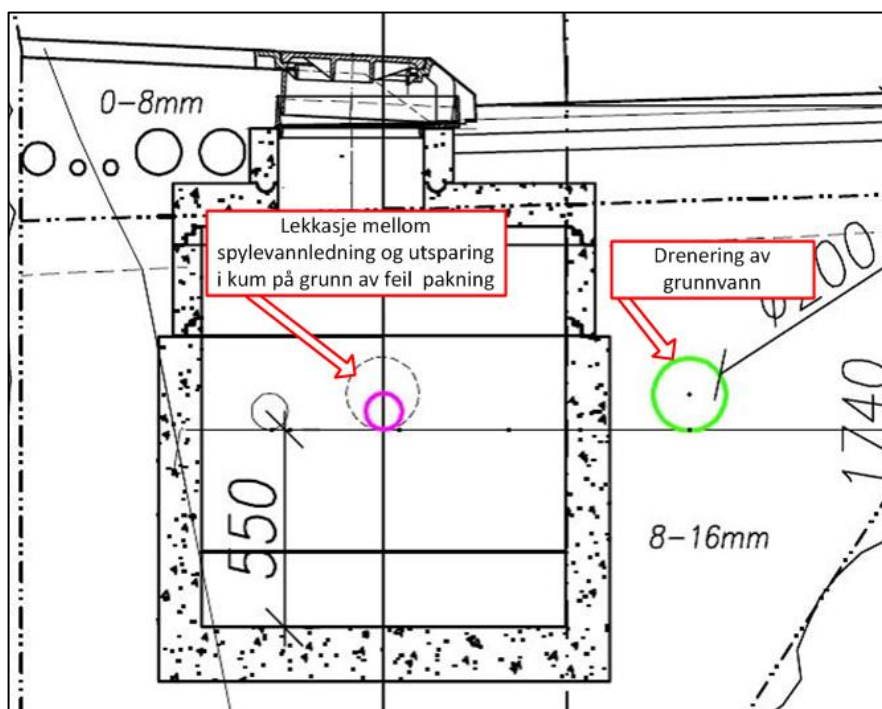 0-8mm
Lekkasje mellom
spylevannledning og utsparing
i kum på grunn av feil pakning
Drenering av
grunnvann
ø200
550
1740
8-16mm